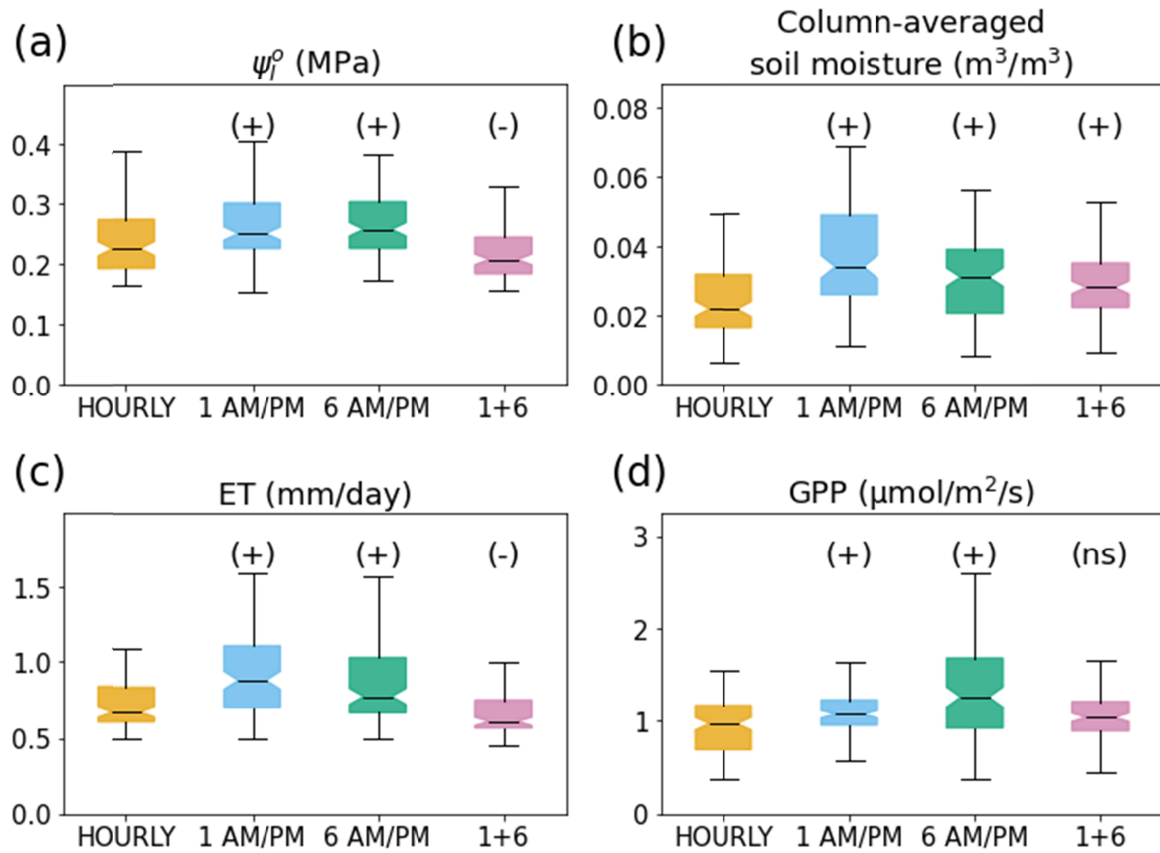 (a)
ψₗᵒ (MPa)
(+) (+) (-)
0.4
0.3
0.2
0.1
0.0
HOURLY 1 AM/PM 6 AM/PM 1+6
(b)
Column-averaged
soil moisture (m³/m³)
(+) (+) (+)
0.08
0.06
0.04
0.02
0.00
HOURLY 1 AM/PM 6 AM/PM 1+6
(c)
ET (mm/day)
(+) (+) (-)
1.5
1.0
0.5
0.0
HOURLY 1 AM/PM 6 AM/PM 1+6
(d)
GPP (μmol/m²/s)
(+) (+) (ns)
3
2
1
0
HOURLY 1 AM/PM 6 AM/PM 1+6